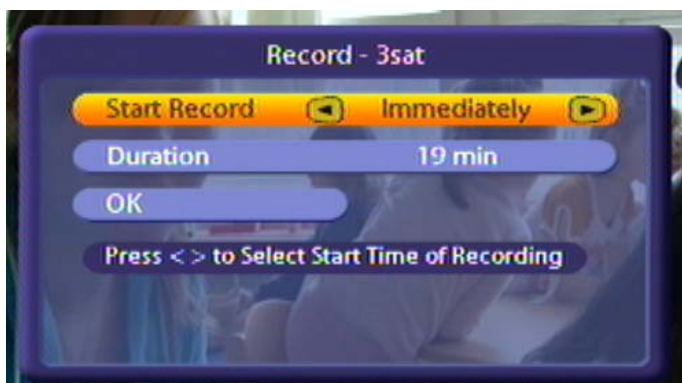 Record - 3sat
Start Record Immediately
Duration 19 min
OK
Press < > to Select Start Time of Recording